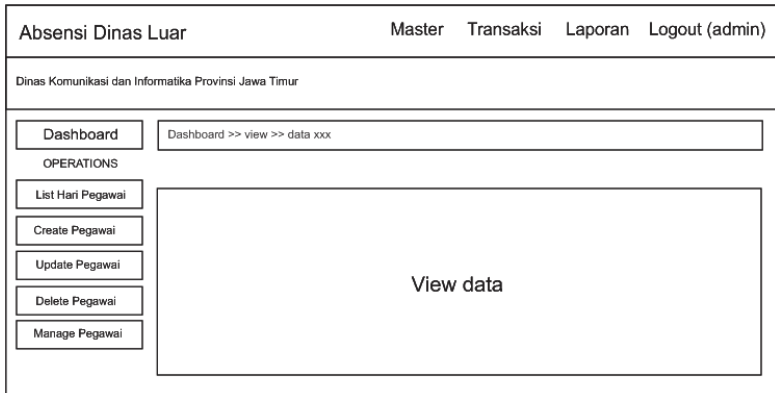 Absensi Dinas Luar Master Transaksi Laporan Logout (admin)
Dinas Komunikasi dan Informatika Provinsi Jawa Timur
Dashboard Dashboard >> view >> data xxx
OPERATIONS
List Hari Pegawai
Create Pegawai
Update Pegawai
Delete Pegawai
Manage Pegawai
View data